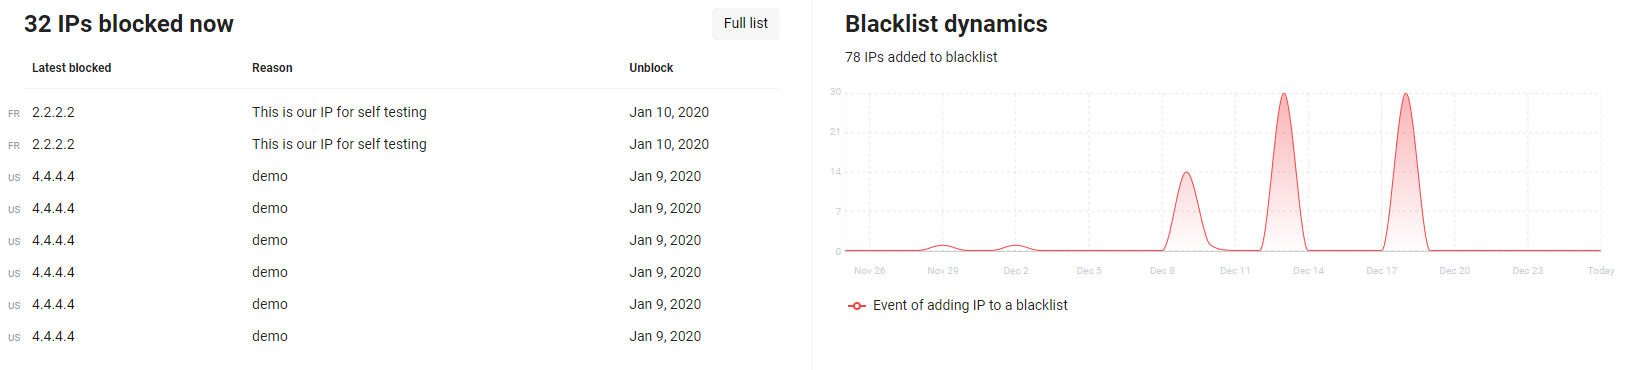 32 IPs blocked now
Full list
Latest blocked Reason Unblock
FR 2.2.2.2 This is our IP for self testing Jan 10, 2020
FR 2.2.2.2 This is our IP for self testing Jan 10, 2020
US 4.4.4.4 demo Jan 9, 2020
US 4.4.4.4 demo Jan 9, 2020
US 4.4.4.4 demo Jan 9, 2020
US 4.4.4.4 demo Jan 9, 2020
US 4.4.4.4 demo Jan 9, 2020
US 4.4.4.4 demo Jan 9, 2020
Blacklist dynamics
78 IPs added to blacklist
30
21
14
7
0
Nov 26 Nov 29 Dec 2 Dec 5 Dec 8 Dec 11 Dec 14 Dec 17 Dec 20 Dec 23 Today
Event of adding IP to a blacklist